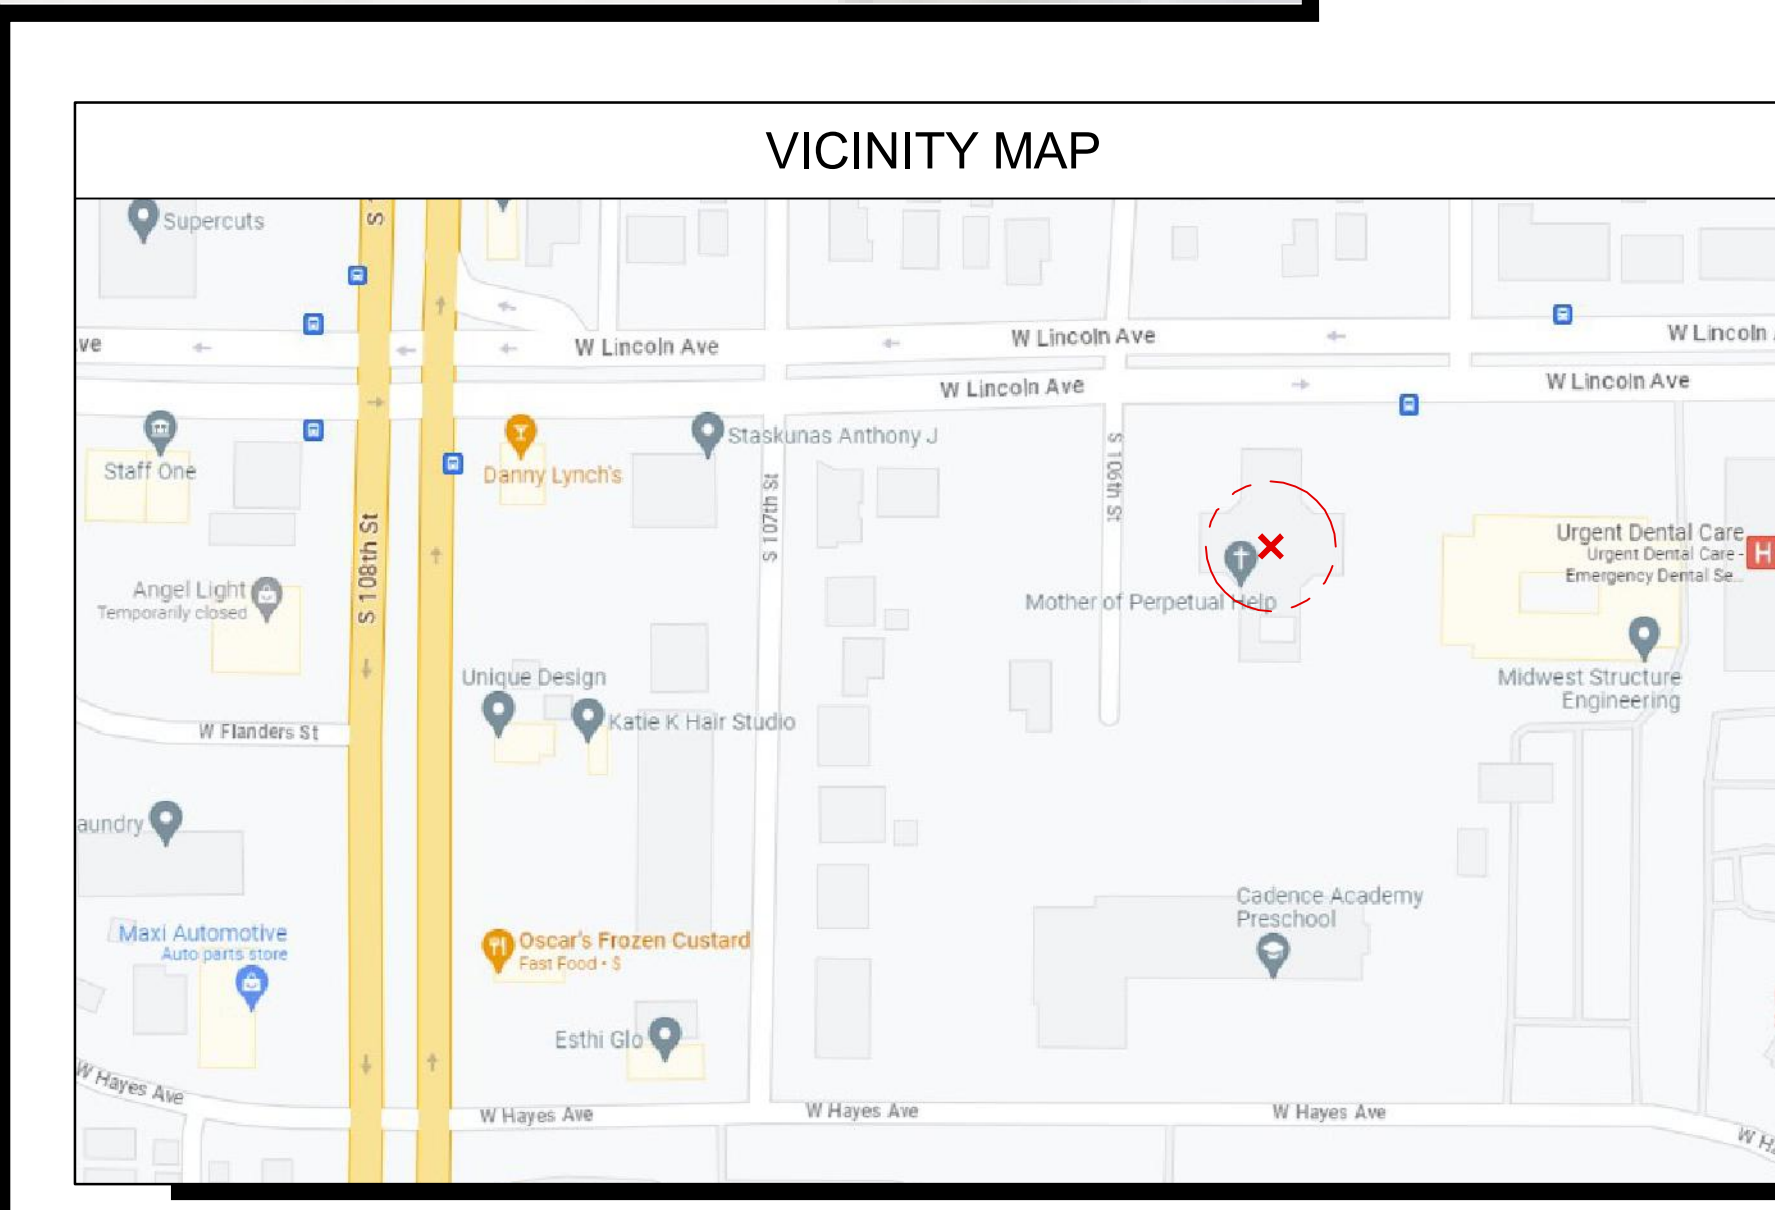 VICINITY MAP
Supercuts
S
ve
W Lincoln Ave
W Lincoln Ave
W Lincoln
W Lincoln Ave
W Lincoln Ave
Staff One
Danny Lynch's
Staskunas Anthony J
S 107th St
S 106th St
S 108th St
Urgent Dental Care
Urgent Dental Care -
Emergency Dental Se...
H
Angel Light
Temporarily closed
Mother of Perpetual Help
Unique Design
Katie K Hair Studio
Midwest Structure
Engineering
W Flanders St
aundry
Cadence Academy
Preschool
Maxi Automotive
Auto parts store
Oscar's Frozen Custard
Fast Food • $
Esthi Glo
W Hayes Ave
W Hayes Ave
W Hayes Ave
W Hayes Ave
W Ha